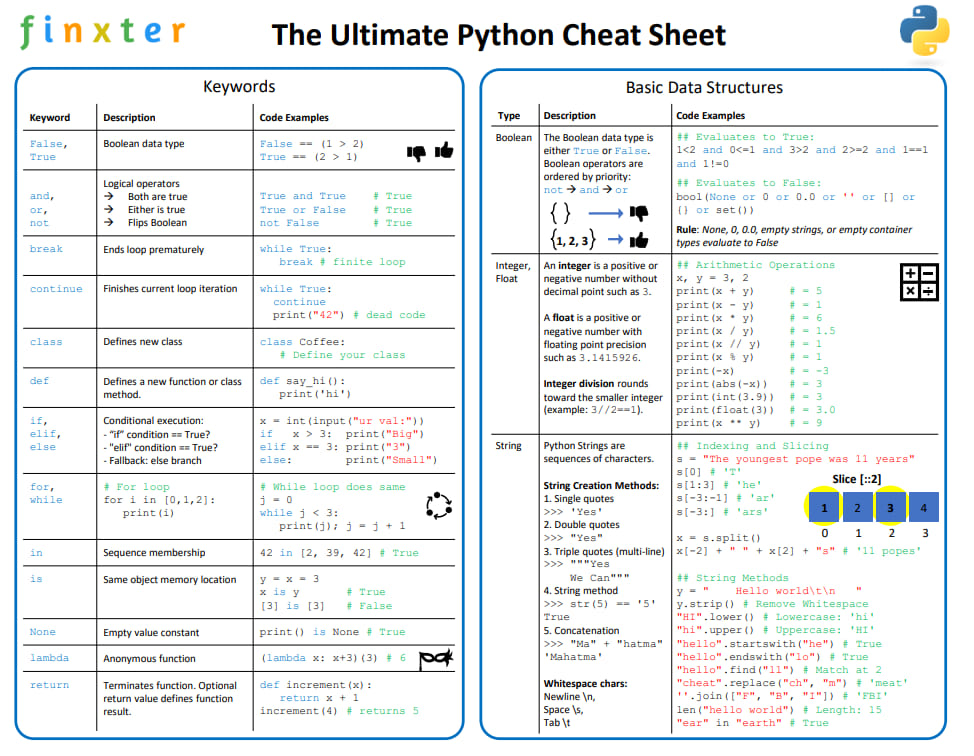 finxter
The Ultimate Python Cheat Sheet
Keywords
Keyword Description Code Examples
False, Boolean data type False == (1 > 2)
True True == (2 > 1)
Logical operators
and, → Both are true True and True # True
or, → Either is true True or False # True
not → Flips Boolean not False # True
break Ends loop prematurely while True:
break # finite loop
continue Finishes current loop iteration while True:
continue
print("42") # dead code
class Defines new class class Coffee:
# Define your class
def Defines a new function or class def say_hi():
method. print('hi')
if, Conditional execution: x = int(input("ur val:"))
elif, - "if" condition == True? if x > 3: print("Big")
else - "elif" condition == True? elif x == 3: print("3")
- Fallback: else branch else: print("Small")
for, # For loop # While loop does same
while for i in [0,1,2]: j = 0
print(i) while j < 3:
print(j); j = j + 1
in Sequence membership 42 in [2, 39, 42] # True
is Same object memory location y = x = 3
x is y # True
[3] is [3] # False
None Empty value constant print() is None # True
lambda Anonymous function (lambda x: x+3)(3) # 6
return Terminates function. Optional def increment(x):
return value defines function return x + 1
result. increment(4) # returns 5
Basic Data Structures
Type Description Code Examples
Boolean The Boolean data type is ## Evaluates to True:
either True or False. 1<2 and 0<=1 and 3>2 and 2>=2 and 1==1
Boolean operators are and 1!=0
ordered by priority:
not → and → or ## Evaluates to False:
bool(None or 0 or 0.0 or '' or [] or
{} {} or set())
{1, 2, 3} Rule: None, 0, 0.0, empty strings, or empty container
types evaluate to False
Integer, An integer is a positive or ## Arithmetic Operations
Float negative number without x, y = 3, 2
decimal point such as 3. print(x + y) # = 5
print(x - y) # = 1
A float is a positive or print(x * y) # = 6
negative number with print(x / y) # = 1.5
floating point precision print(x // y) # = 1
such as 3.1415926. print(x % y) # = 1
print(-x) # = -3
Integer division rounds print(abs(-x)) # = 3
toward the smaller integer print(int(3.9)) # = 3
(example: 3//2==1). print(float(3)) # = 3.0
print(x ** y) # = 9
+ −
× ÷
String Python Strings are ## Indexing and Slicing
sequences of characters. s = "The youngest pope was 11 years"
s[0] # 'T'
String Creation Methods: s[1:3] # 'he'
1. Single quotes s[-3:-1] # 'ar'
>>> 'Yes' s[-3:] # 'ars'
2. Double quotes
>>> "Yes" x = s.split()
3. Triple quotes (multi-line) x[-2] + " " + x[2] + "s" # '11 popes'
>>> """Yes
We Can""" ## String Methods
4. String method y = " Hello world\t\n "
>>> str(5) == '5' y.strip() # Remove Whitespace
True "HI".lower() # Lowercase: 'hi'
5. Concatenation "hi".upper() # Uppercase: 'HI'
>>> "Ma" + "hatma" "hello".startswith("he") # True
'Mahatma' "hello".endswith("lo") # True
"hello".find("ll") # Match at 2
Whitespace chars: "cheat".replace("ch", "m") # 'meat'
Newline \n, ''.join(["F", "B", "I"]) # 'FBI'
Space \s, len("hello world") # Length: 15
Tab \t "ear" in "earth" # True
Slice [::2]
1 2 3 4
0 1 2 3